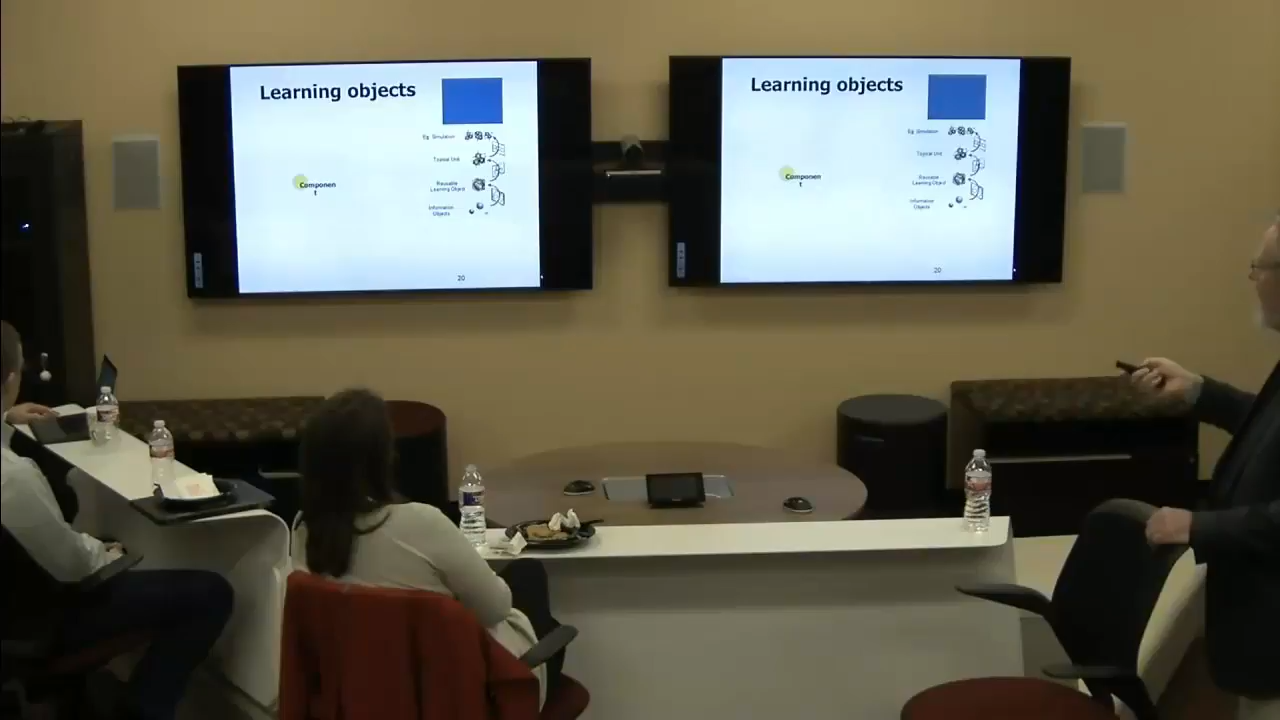 Learning objects
Eg. Simulation
Topical Unit
Componen
t
Reusable
Learning Object
Information
Objects
20
Learning objects
Eg. Simulation
Topical Unit
Componen
t
Reusable
Learning Object
Information
Objects
20